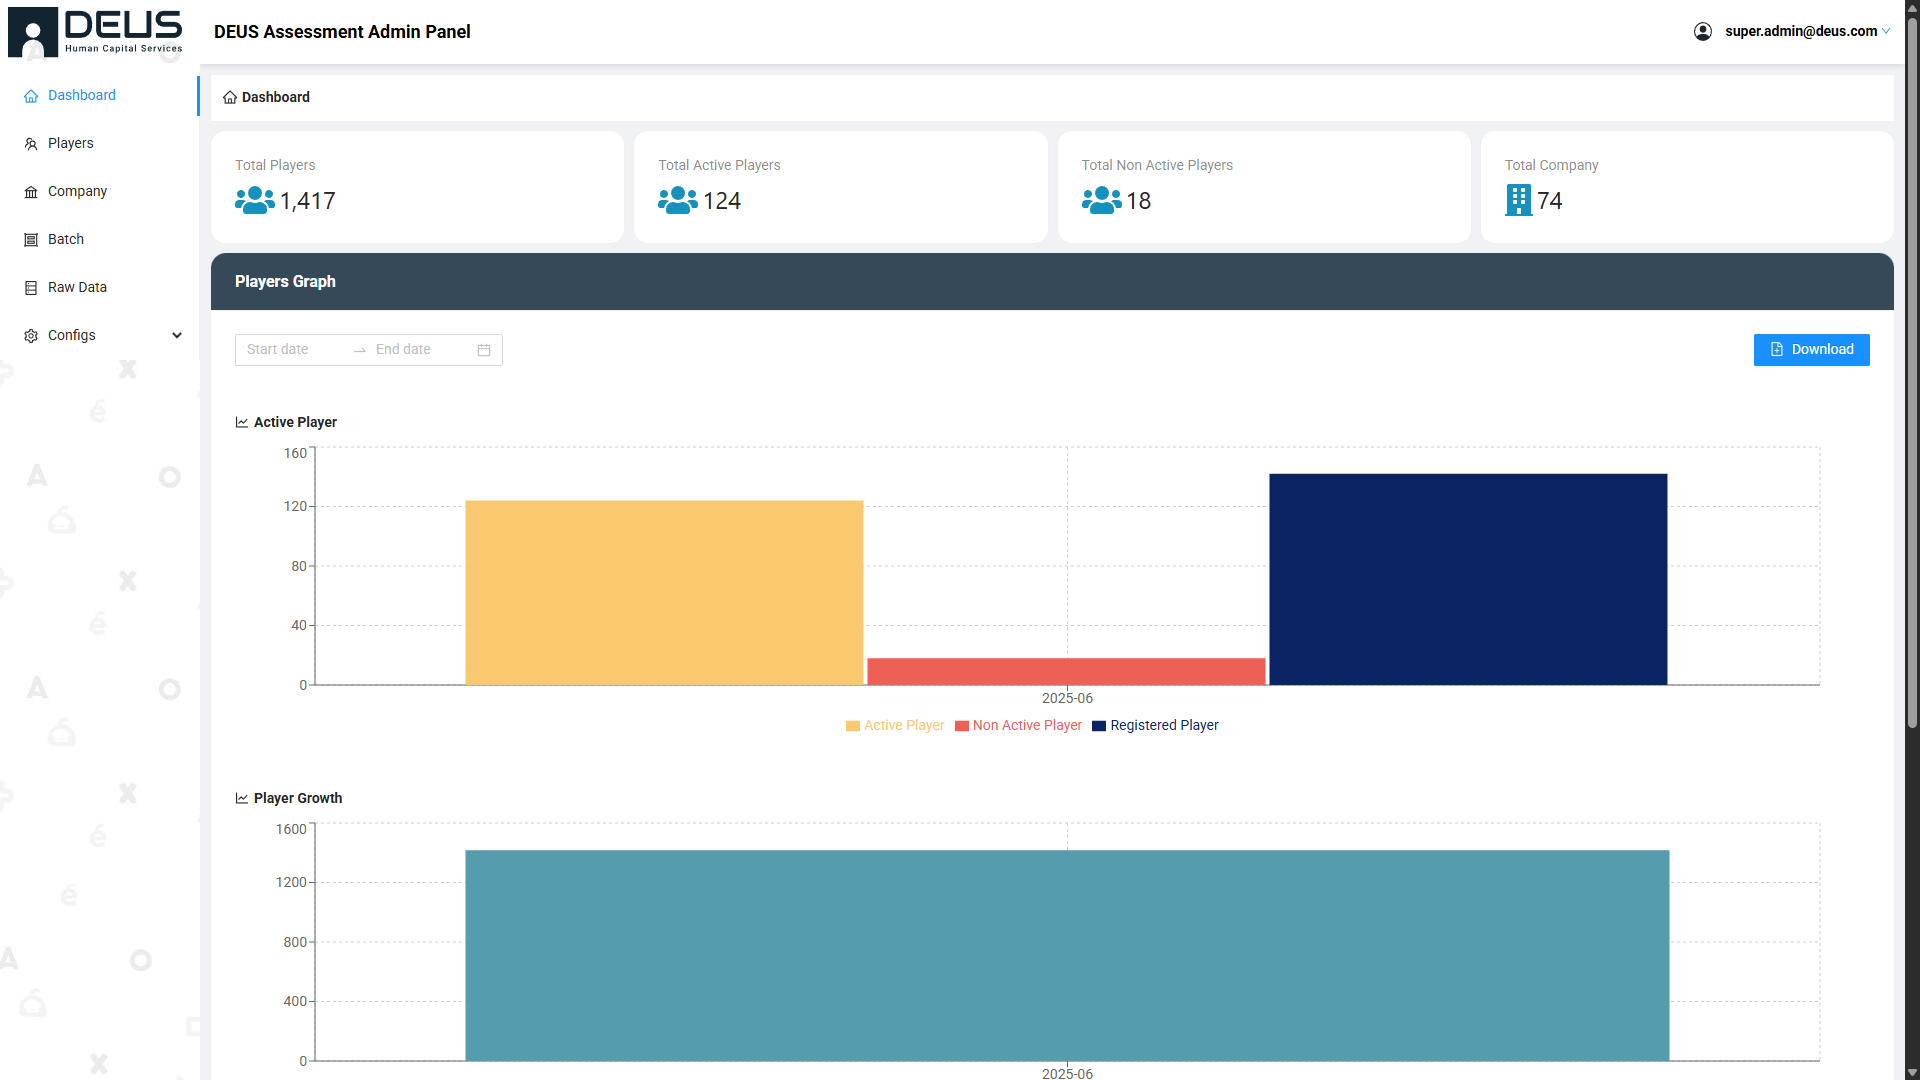 DEUS
Human Capital Services
DEUS Assessment Admin Panel
super.admin@deus.com
Dashboard
Players
Company
Batch
Raw Data
Configs
Dashboard
Total Players
1,417
Total Active Players
124
Total Non Active Players
18
Total Company
74
Players Graph
Start date
End date
Download
Active Player
160
120
80
40
0
2025-06
Active Player Non Active Player Registered Player
Player Growth
1600
1200
800
400
0
2025-06